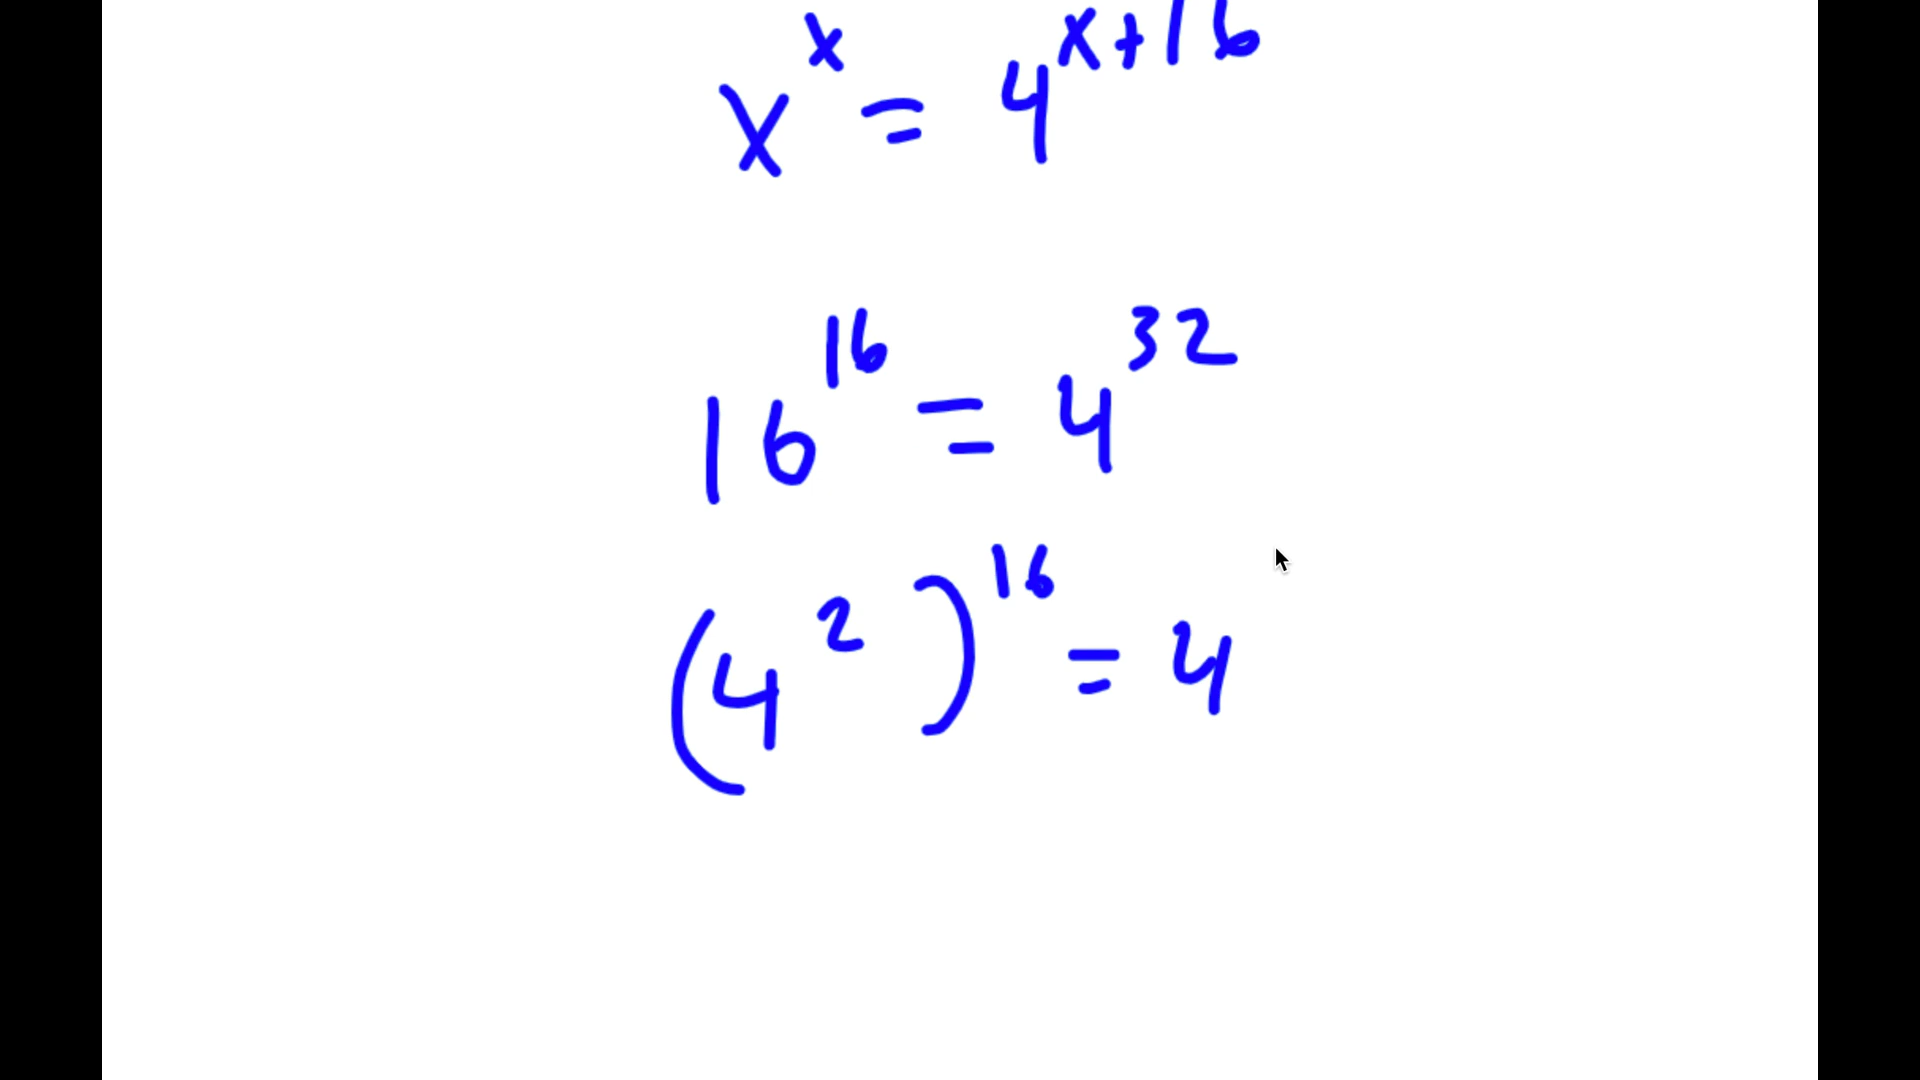 x^x = 4^{x+16}
16^{16} = 4^{32}
(4^2)^{16} = 4